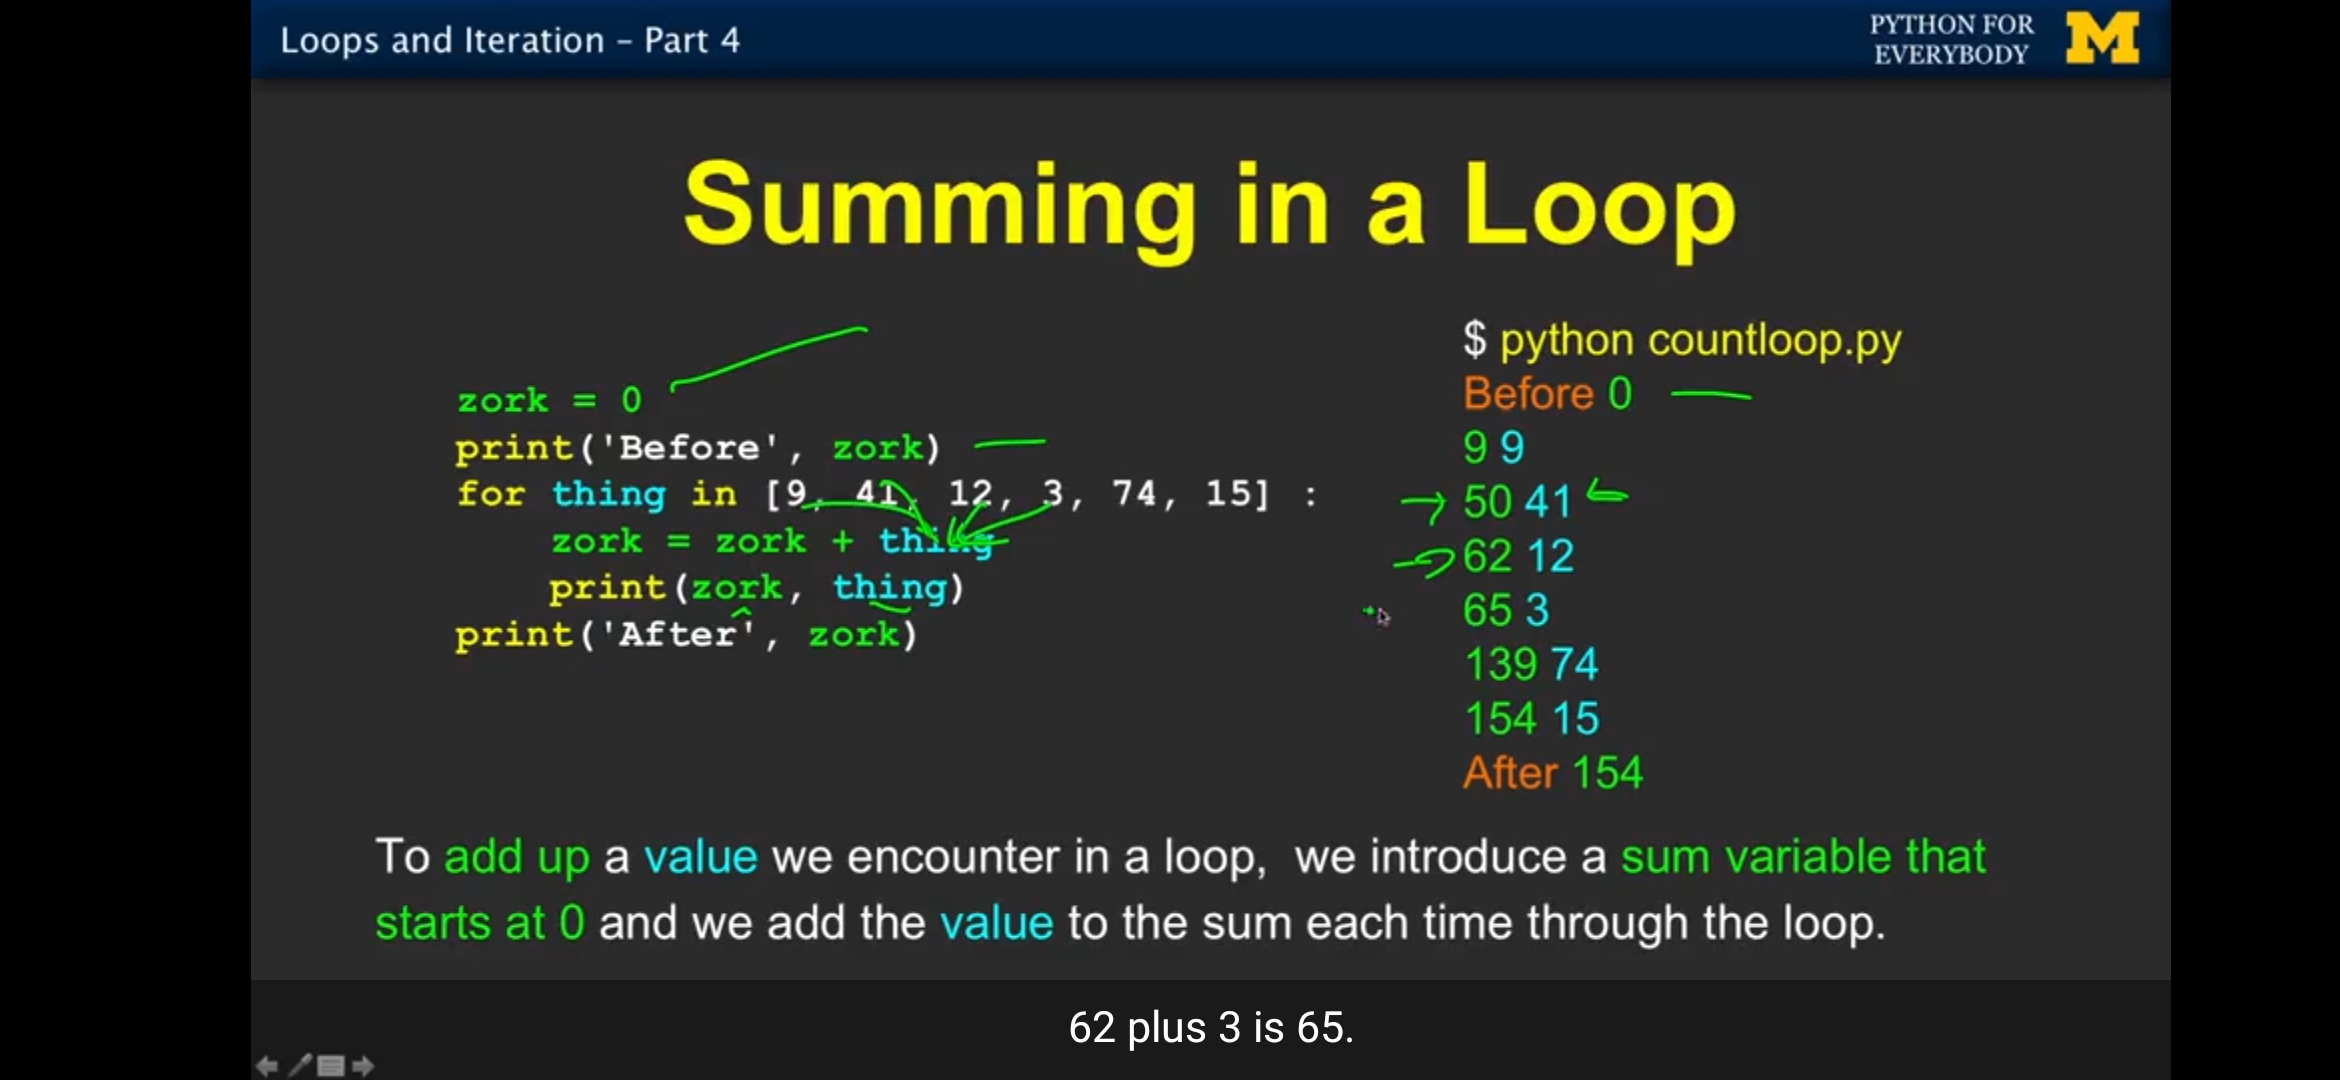 Loops and Iteration – Part 4
PYTHON FOR
EVERYBODY
M
Summing in a Loop
zork = 0
print('Before', zork)
for thing in [9, 41, 12, 3, 74, 15] :
    zork = zork + thing
    print(zork, thing)
print('After', zork)
$ python countloop.py
Before 0
9 9
50 41
62 12
65 3
139 74
154 15
After 154
To add up a value we encounter in a loop,  we introduce a sum variable that
starts at 0 and we add the value to the sum each time through the loop.
62 plus 3 is 65.